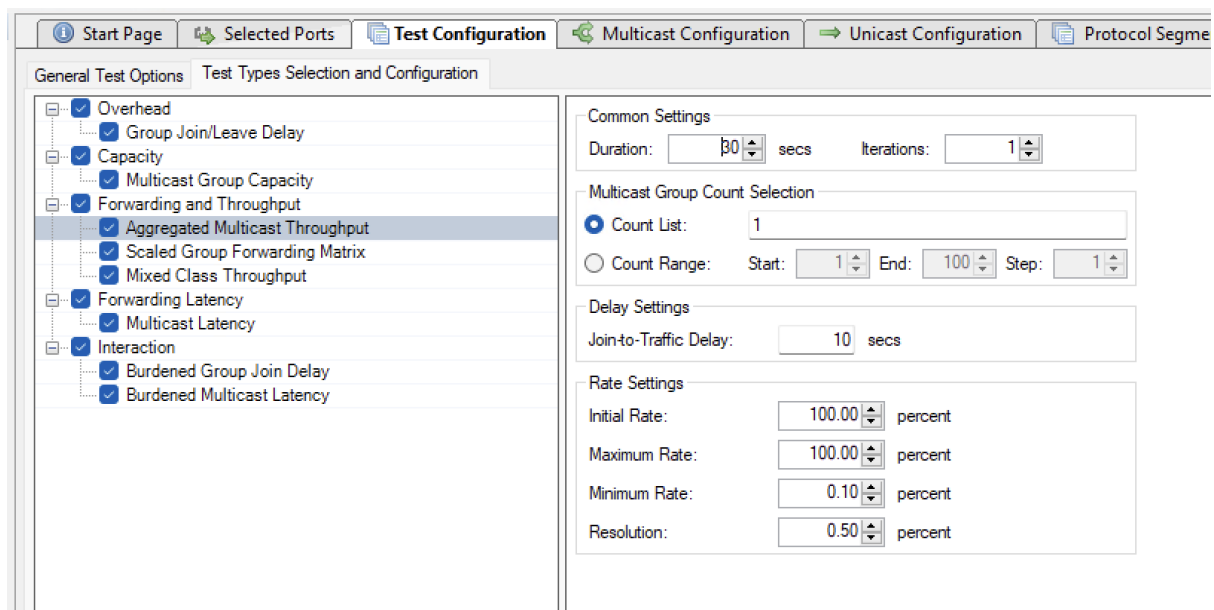 Start Page Selected Ports Test Configuration Multicast Configuration Unicast Configuration Protocol Segme
General Test Options Test Types Selection and Configuration
Overhead
Group Join/Leave Delay
Capacity
Multicast Group Capacity
Forwarding and Throughput
Aggregated Multicast Throughput
Scaled Group Forwarding Matrix
Mixed Class Throughput
Forwarding Latency
Multicast Latency
Interaction
Burdened Group Join Delay
Burdened Multicast Latency
Common Settings
Duration: 30 secs Iterations: 1
Multicast Group Count Selection
Count List: 1
Count Range: Start: 1 End: 100 Step: 1
Delay Settings
Join-to-Traffic Delay: 10 secs
Rate Settings
Initial Rate: 100.00 percent
Maximum Rate: 100.00 percent
Minimum Rate: 0.10 percent
Resolution: 0.50 percent